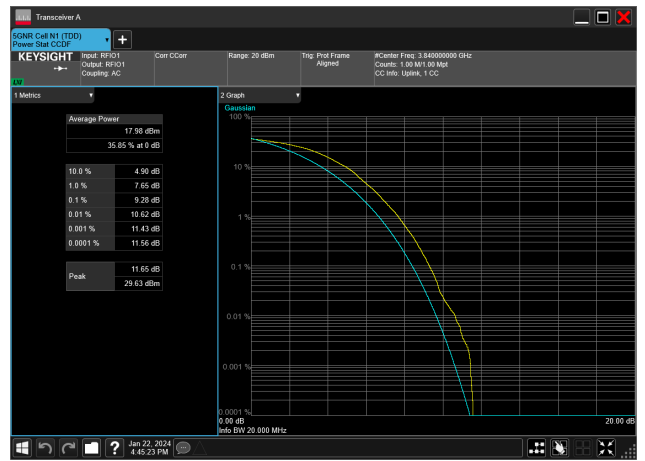 Transceiver A
5GNR Cell N1 (TDD)
Power Stat CCDF
KEYSIGHT
Input: RFIO1
Output: RFIO1
Coupling: AC
Corr CCorr
Range: 20 dBm
Trig: Prot Frame
Aligned
#Center Freq: 3.840000000 GHz
Counts: 1.00 M/1.00 Mpt
CC Info: Uplink, 1 CC
1 Metrics
Average Power
17.98 dBm
35.85 % at 0 dB
10.0 % 4.90 dB
1.0 % 7.65 dB
0.1 % 9.28 dB
0.01 % 10.62 dB
0.001 % 11.43 dB
0.0001 % 11.56 dB
Peak 11.65 dB
29.63 dBm
2 Graph
Gaussian
100 %
10 %
1 %
0.1 %
0.01 %
0.001 %
0.0001 %
0.00 dB 20.00 dB
Info BW 20.000 MHz
?
Jan 22, 2024
4:45:23 PM